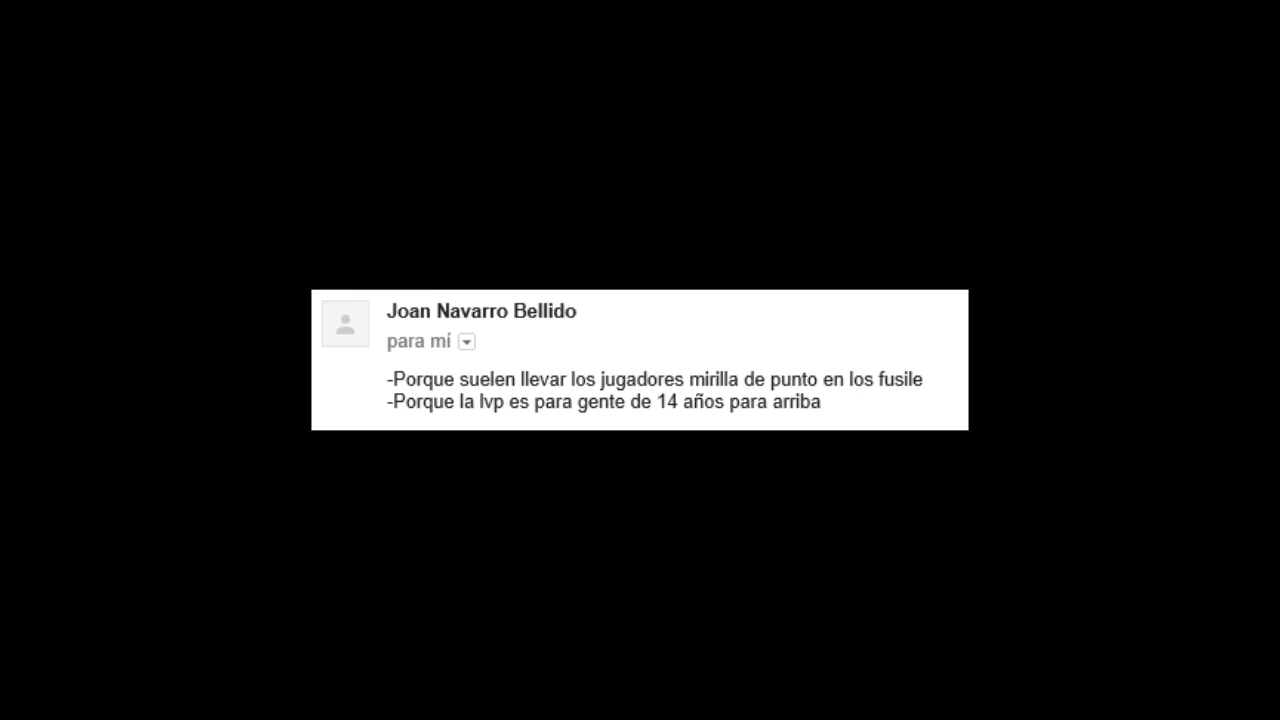 Joan Navarro Bellido
para mí
-Porque suelen llevar los jugadores mirilla de punto en los fusile
-Porque la lvp es para gente de 14 años para arriba